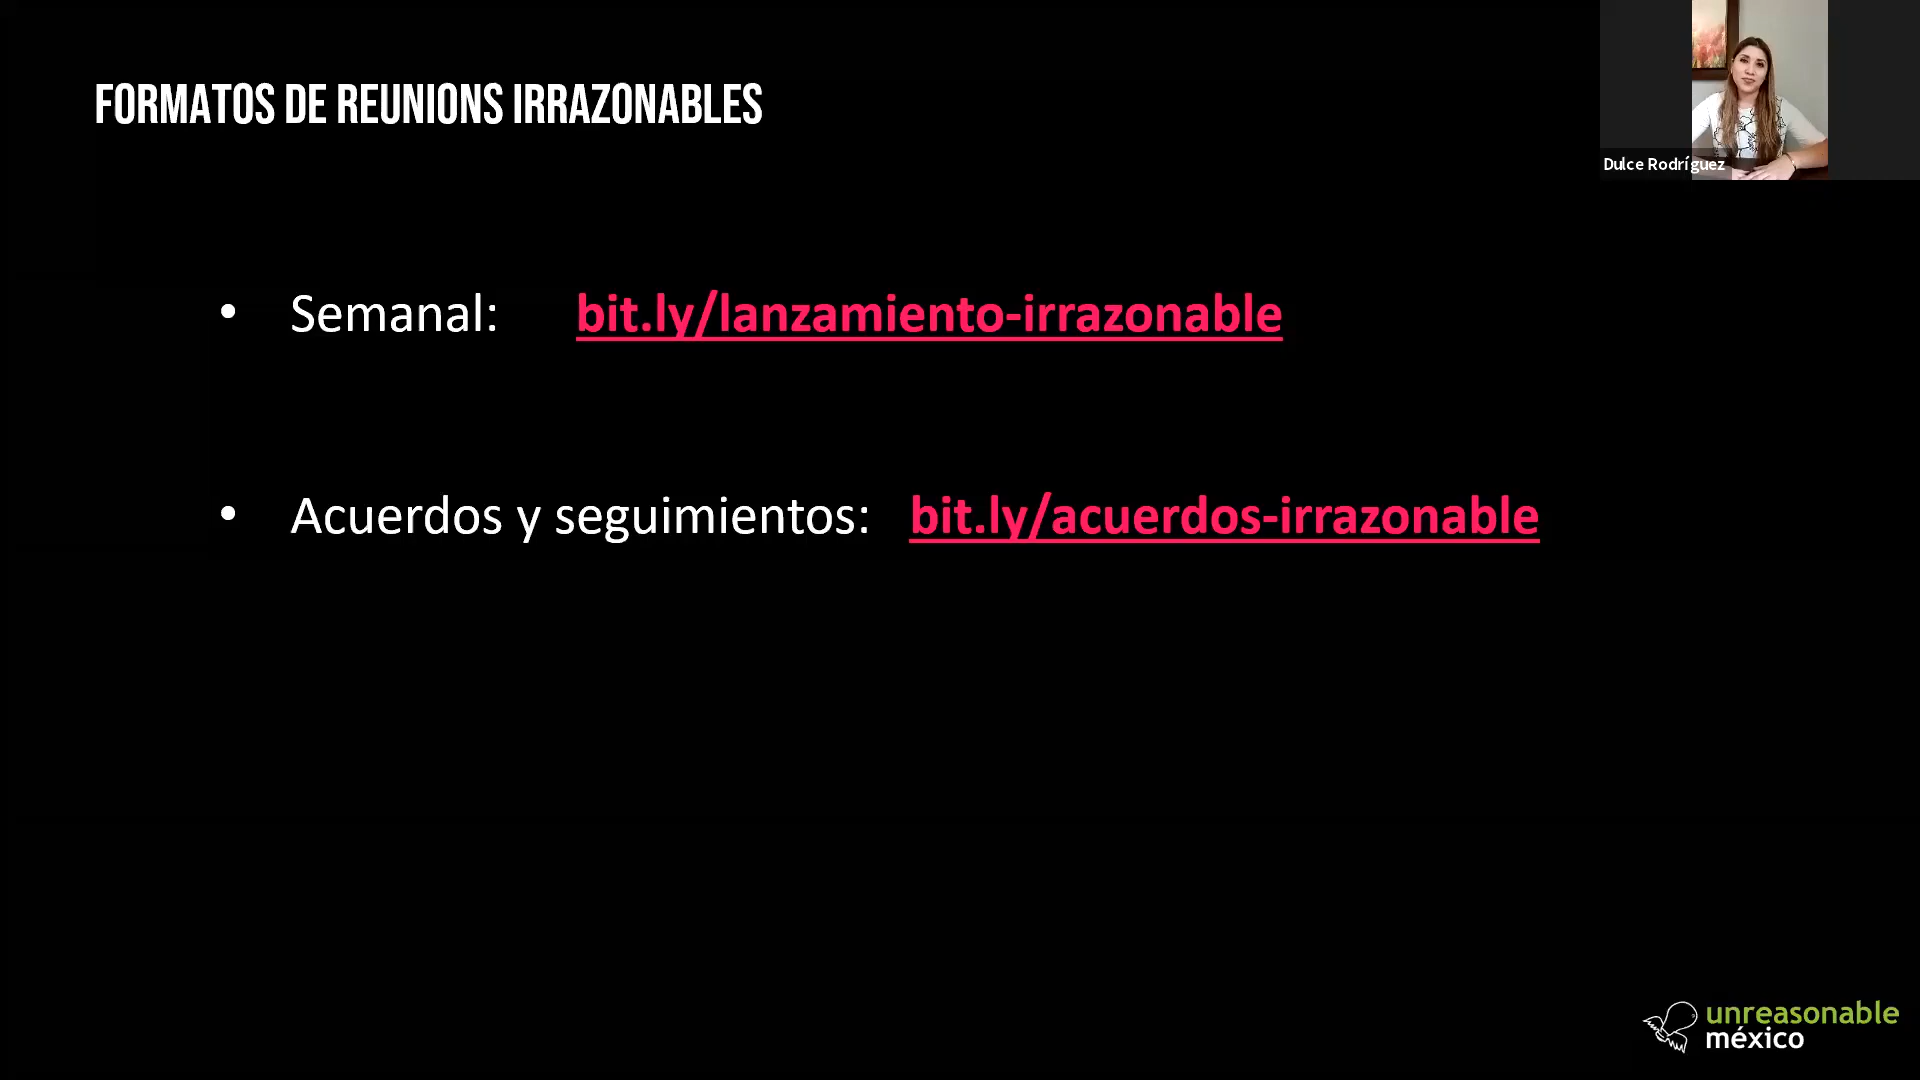 FORMATOS DE REUNIONS IRRAZONABLES
Dulce Rodríguez
• Semanal: bit.ly/lanzamiento-irrazonable
• Acuerdos y seguimientos: bit.ly/acuerdos-irrazonable
unreasonable
méxico